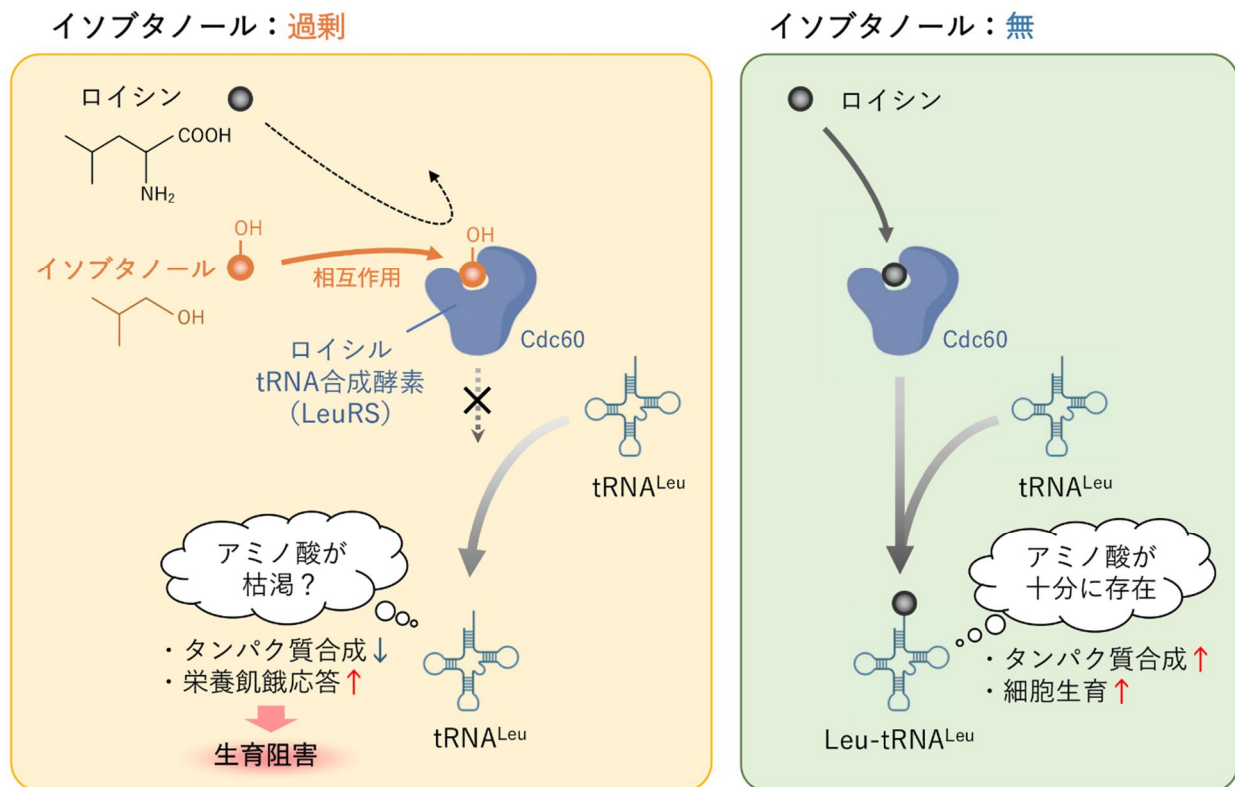 イソブタノール：過剰
ロイシン
COOH
NH₂
OH
イソブタノール
OH
相互作用
OH
Cdc60
ロイシル
tRNA合成酵素
（LeuRS）
tRNAᴸᵉᵘ
アミノ酸が
枯渇？
・タンパク質合成↓
・栄養飢餓応答↑
生育阻害
tRNAᴸᵉᵘ
イソブタノール：無
ロイシン
Cdc60
tRNAᴸᵉᵘ
アミノ酸が
十分に存在
・タンパク質合成↑
・細胞生育↑
Leu-tRNAᴸᵉᵘ